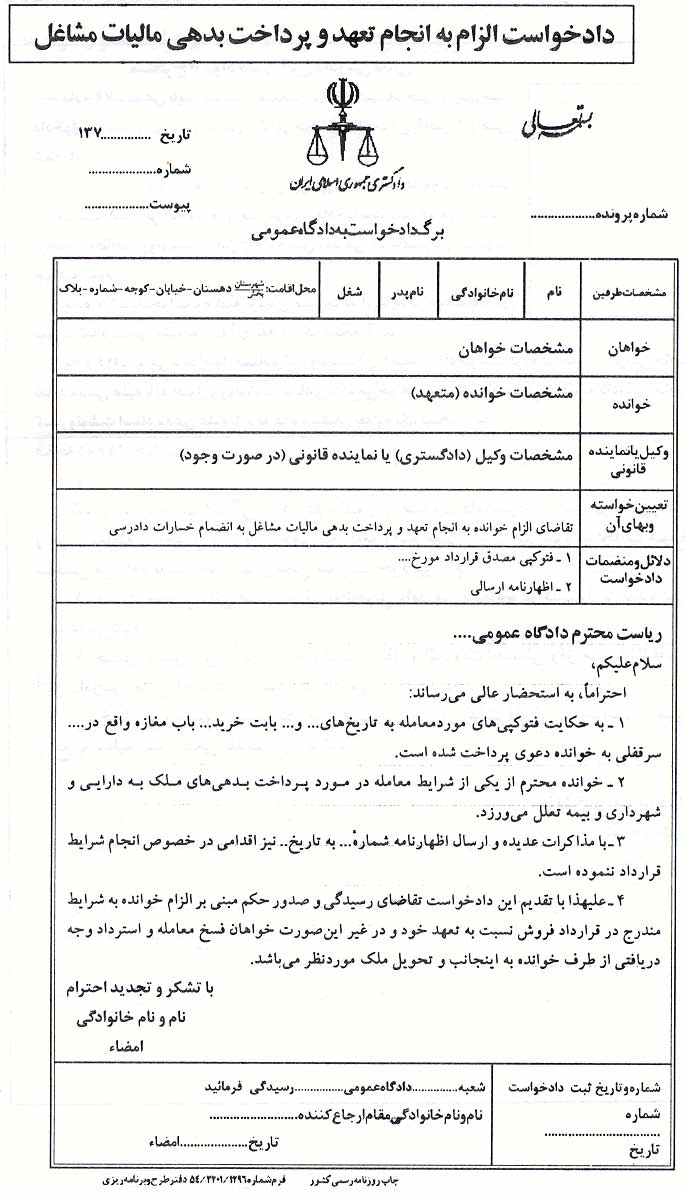 دادخواست الزام به انجام تعهد و پرداخت بدهی مالیات مشاغل
بسمه تعالی
تاریخ ...............۱۳۷
شماره....................
پیوست...................
دادگستری جمهوری اسلامی ایران
شماره پرونده...................
برگ دادخواست به دادگاه عمومی
مشخصات طرفین نام نام خانوادگی نام پدر شغل محل اقامت: شهرستان بخش دهستان-خیابان-کوچه-شماره-پلاک
خواهان مشخصات خواهان
خوانده مشخصات خوانده (متعهد)
وکیل یا نماینده قانونی مشخصات وکیل (دادگستری) یا نماینده قانونی (در صورت وجود)
تعیین خواسته وبهای آن تقاضای الزام خوانده به انجام تعهد و پرداخت بدهی مالیات مشاغل به انضمام خسارات دادرسی
دلائل و منضمات دادخواست ۱ ـ فتوکپی مصدق قرارداد مورخ....
۲ ـ اظهارنامه ارسالی
ریاست محترم دادگاه عمومی....
سلام علیکم،
احتراماً، به استحضار عالی می‌رساند:
۱ ـ به حکایت فتوکپی‌های مورد معامله به تاریخ‌های... و... بابت خرید... باب مغازه واقع در....
سرقفلی به خوانده دعوی پرداخت شده است.
۲ ـ خوانده محترم از یکی از شرایط معامله در مورد پرداخت بدهی‌های ملک به دارایی و
شهرداری و بیمه تعلل می‌ورزد.
۳ ـ با مذاکرات عدیده و ارسال اظهارنامه شمارهٔ... به تاریخ.. نیز اقدامی در خصوص انجام شرایط
قرارداد ننموده است.
۴ ـ علیهذا با تقدیم این دادخواست تقاضای رسیدگی و صدور حکم مبنی بر الزام خوانده به شرایط
مندرج در قرارداد فروش نسبت به تعهد خود و در غیر این صورت خواهان فسخ معامله و استرداد وجه
دریافتی از طرف خوانده به اینجانب و تحویل ملک موردنظر می‌باشد.
با تشکر و تجدید احترام
نام و نام خانوادگی
امضاء
شماره و تاریخ ثبت دادخواست
شماره
.........................
تاریخ
شعبه...............دادگاه عمومی...............رسیدگی فرمائید
نام و نام خانوادگی مقام ارجاع کننده........................
تاریخ....................امضاء
چاپ روزنامه رسمی کشور فرم شماره ۵۴/۳۲۰۱/۱۲۹۶ دفتر طرح و برنامه ریزی